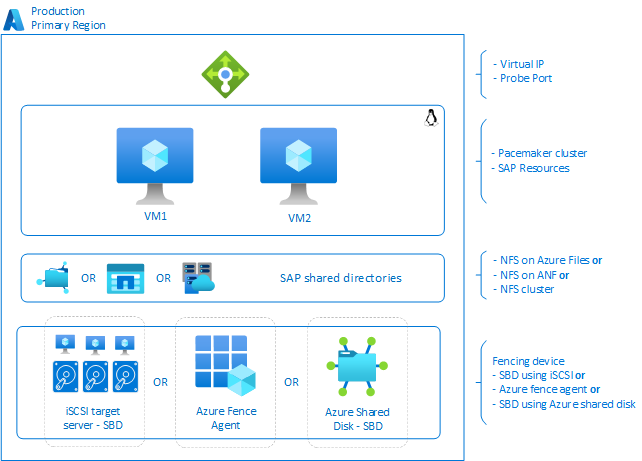 Production
Primary Region
- Virtual IP
- Probe Port
VM1
VM2
- Pacemaker cluster
- SAP Resources
OR
OR
SAP shared directories
- NFS on Azure Files or
- NFS on ANF or
- NFS cluster
iSCSI target
server - SBD
OR
Azure Fence
Agent
OR
Azure Shared
Disk - SBD
Fencing device
- SBD using iSCSI or
- Azure fence agent or
- SBD using Azure shared disk